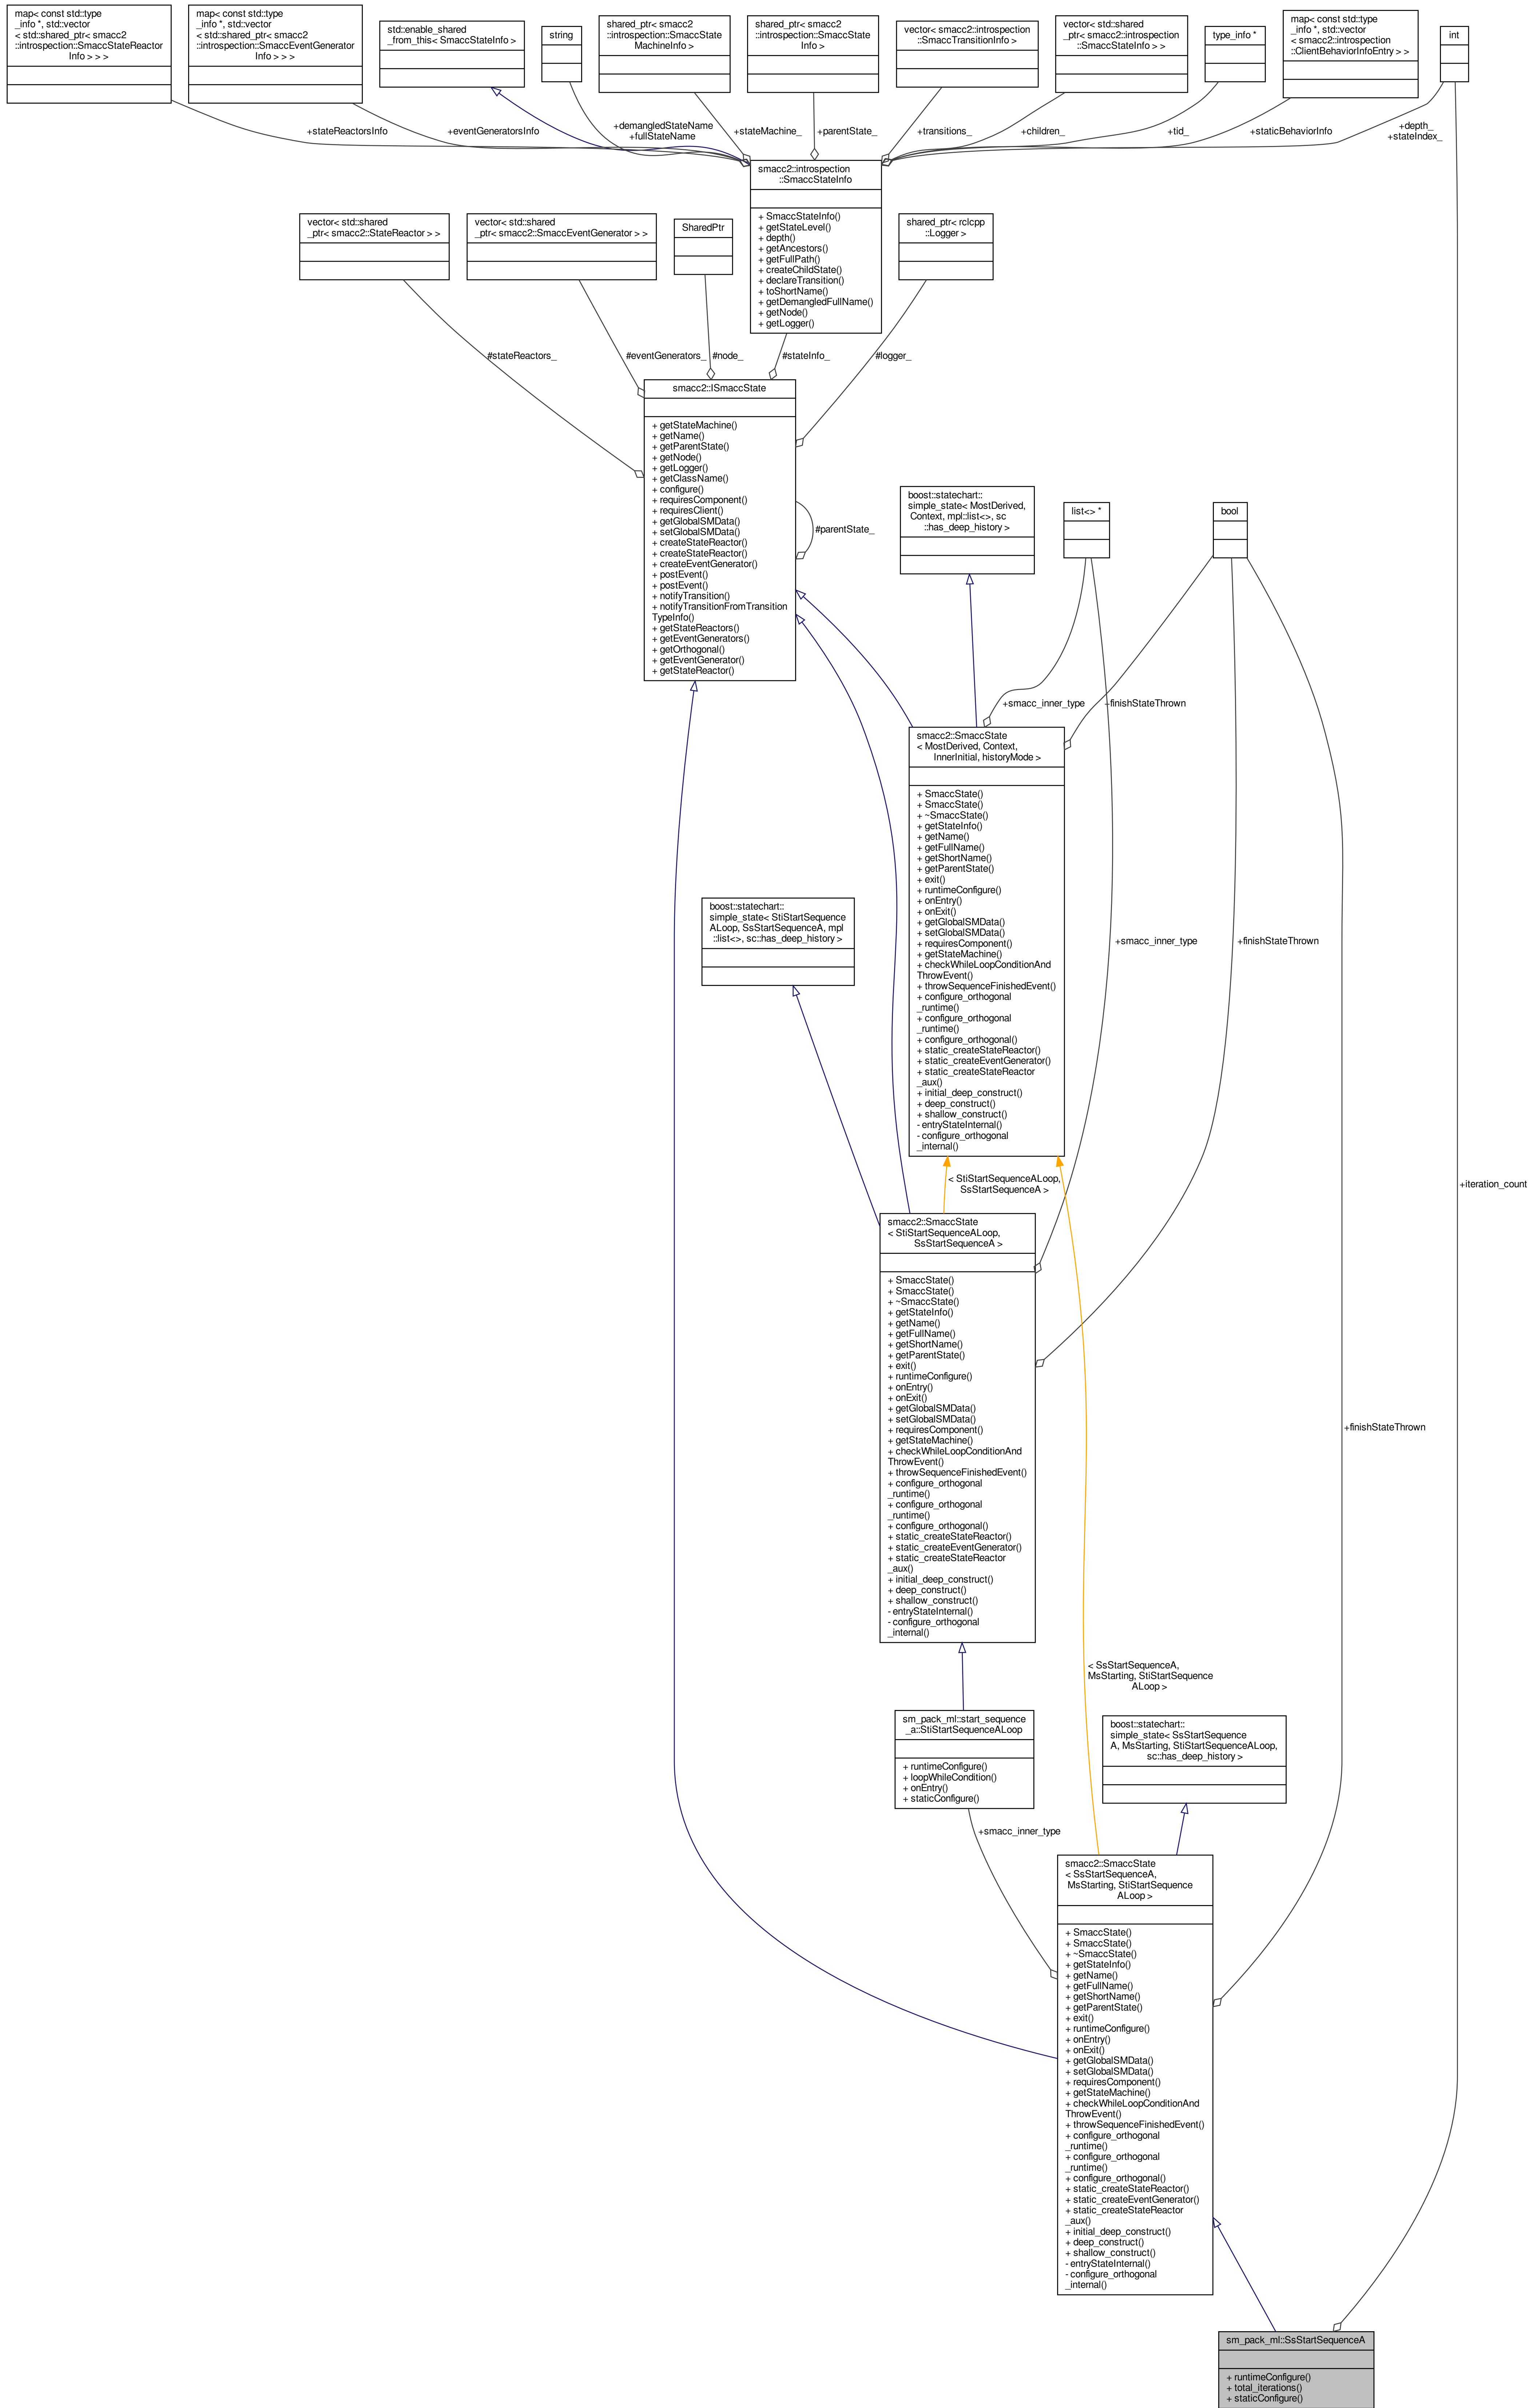 map< const std::type
_info *, std::vector
< std::shared_ptr< smacc2
::introspection::SmaccStateReactor
Info > > >
map< const std::type
_info *, std::vector
< std::shared_ptr< smacc2
::introspection::SmaccEventGenerator
Info > > >
std::enable_shared
_from_this< SmaccStateInfo >
string
shared_ptr< smacc2
::introspection::SmaccState
MachineInfo >
shared_ptr< smacc2
::introspection::SmaccState
Info >
vector< smacc2::introspection
::SmaccTransitionInfo >
vector< std::shared
_ptr< smacc2::introspection
::SmaccStateInfo > >
type_info *
map< const std::type
_info *, std::vector
< smacc2::introspection
::ClientBehaviorInfoEntry > >
int
+stateReactorsInfo
+eventGeneratorsInfo
+demangledStateName
+fullStateName
+stateMachine_
+parentState_
+transitions_
+children_
+tid_
+staticBehaviorInfo
+depth_
+stateIndex_
smacc2::introspection
::SmaccStateInfo
+ SmaccStateInfo()
+ getStateLevel()
+ depth()
+ getAncestors()
+ getFullPath()
+ createChildState()
+ declareTransition()
+ toShortName()
+ getDemangledFullName()
+ getNode()
+ getLogger()
vector< std::shared
_ptr< smacc2::StateReactor > >
vector< std::shared
_ptr< smacc2::SmaccEventGenerator > >
SharedPtr
shared_ptr< rclcpp
::Logger >
#stateReactors_
#eventGenerators_
#node_
#stateInfo_
#logger_
smacc2::ISmaccState
+ getStateMachine()
+ getName()
+ getParentState()
+ getNode()
+ getLogger()
+ getClassName()
+ configure()
+ requiresComponent()
+ requiresClient()
+ getGlobalSMData()
+ setGlobalSMData()
+ createStateReactor()
+ createStateReactor()
+ createEventGenerator()
+ postEvent()
+ postEvent()
+ notifyTransition()
+ notifyTransitionFromTransition
TypeInfo()
+ getStateReactors()
+ getEventGenerators()
+ getOrthogonal()
+ getEventGenerator()
+ getStateReactor()
#parentState_
boost::statechart::
simple_state< MostDerived,
Context, mpl::list<>, sc
::has_deep_history >
list<> *
bool
+smacc_inner_type
+finishStateThrown
smacc2::SmaccState
< MostDerived, Context,
InnerInitial, historyMode >
+ SmaccState()
+ SmaccState()
+ ~SmaccState()
+ getStateInfo()
+ getName()
+ getFullName()
+ getShortName()
+ getParentState()
+ exit()
+ runtimeConfigure()
+ onEntry()
+ onExit()
+ getGlobalSMData()
+ setGlobalSMData()
+ requiresComponent()
+ getStateMachine()
+ checkWhileLoopConditionAnd
ThrowEvent()
+ throwSequenceFinishedEvent()
+ configure_orthogonal
_runtime()
+ configure_orthogonal
_runtime()
+ configure_orthogonal()
+ static_createStateReactor()
+ static_createEventGenerator()
+ static_createStateReactor
_aux()
+ initial_deep_construct()
+ deep_construct()
+ shallow_construct()
- entryStateInternal()
- configure_orthogonal
_internal()
boost::statechart::
simple_state< StiStartSequence
ALoop, SsStartSequenceA, mpl
::list<>, sc::has_deep_history >
+smacc_inner_type
+finishStateThrown
< StiStartSequenceALoop,
SsStartSequenceA >
+iteration_count
smacc2::SmaccState
< StiStartSequenceALoop,
SsStartSequenceA >
+ SmaccState()
+ SmaccState()
+ ~SmaccState()
+ getStateInfo()
+ getName()
+ getFullName()
+ getShortName()
+ getParentState()
+ exit()
+ runtimeConfigure()
+ onEntry()
+ onExit()
+ getGlobalSMData()
+ setGlobalSMData()
+ requiresComponent()
+ getStateMachine()
+ checkWhileLoopConditionAnd
ThrowEvent()
+ throwSequenceFinishedEvent()
+ configure_orthogonal
_runtime()
+ configure_orthogonal
_runtime()
+ configure_orthogonal()
+ static_createStateReactor()
+ static_createEventGenerator()
+ static_createStateReactor
_aux()
+ initial_deep_construct()
+ deep_construct()
+ shallow_construct()
- entryStateInternal()
- configure_orthogonal
_internal()
+finishStateThrown
< SsStartSequenceA,
MsStarting, StiStartSequence
ALoop >
sm_pack_ml::start_sequence
_a::StiStartSequenceALoop
+ runtimeConfigure()
+ loopWhileCondition()
+ onEntry()
+ staticConfigure()
boost::statechart::
simple_state< SsStartSequence
A, MsStarting, StiStartSequenceALoop,
sc::has_deep_history >
+smacc_inner_type
smacc2::SmaccState
< SsStartSequenceA,
MsStarting, StiStartSequence
ALoop >
+ SmaccState()
+ SmaccState()
+ ~SmaccState()
+ getStateInfo()
+ getName()
+ getFullName()
+ getShortName()
+ getParentState()
+ exit()
+ runtimeConfigure()
+ onEntry()
+ onExit()
+ getGlobalSMData()
+ setGlobalSMData()
+ requiresComponent()
+ getStateMachine()
+ checkWhileLoopConditionAnd
ThrowEvent()
+ throwSequenceFinishedEvent()
+ configure_orthogonal
_runtime()
+ configure_orthogonal
_runtime()
+ configure_orthogonal()
+ static_createStateReactor()
+ static_createEventGenerator()
+ static_createStateReactor
_aux()
+ initial_deep_construct()
+ deep_construct()
+ shallow_construct()
- entryStateInternal()
- configure_orthogonal
_internal()
sm_pack_ml::SsStartSequenceA
+ runtimeConfigure()
+ total_iterations()
+ staticConfigure()